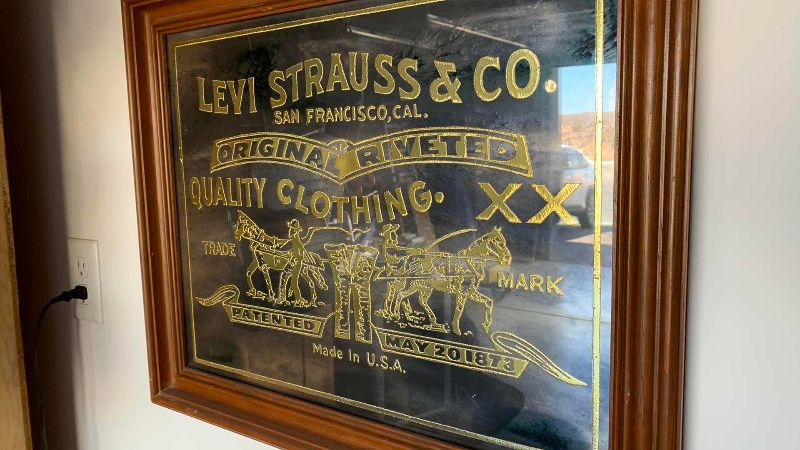 LEVI STRAUSS & CO.
SAN FRANCISCO, CAL.
ORIGINAL RIVETED
QUALITY CLOTHING. XX
TRADE MARK
PATENTED MAY 20 1873
Made in U.S.A.